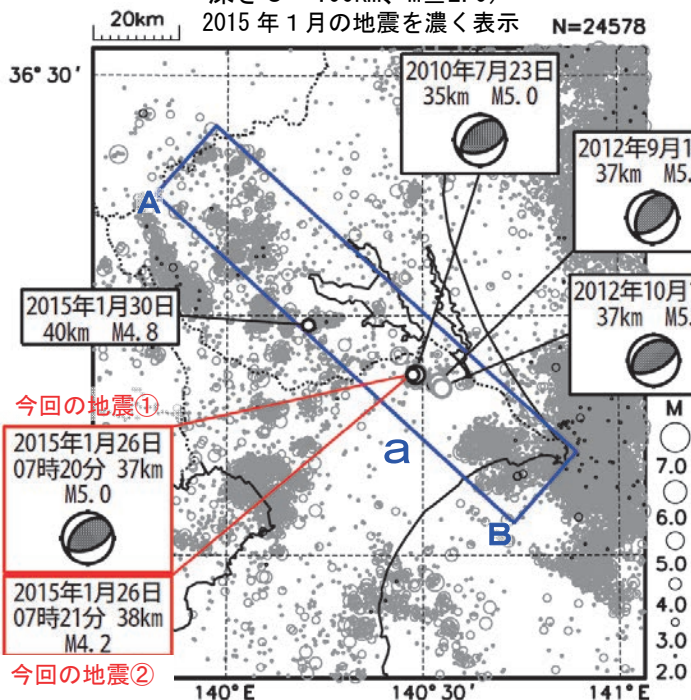 20km
2015 年 1 月の地震を濃く表示
N=24578
36° 30′
2010年7月23日
35km M5.0
2012年9月1
37km M5.
A
2015年1月30日
40km M4.8
2012年10月
37km M5.
今回の地震①
2015年1月26日
07時20分 37km
M5.0
a
B
2015年1月26日
07時21分 38km
M4.2
今回の地震②
M
7.0
6.0
5.0
4.0
3.0
2.0
140°E
140°30′
141°E